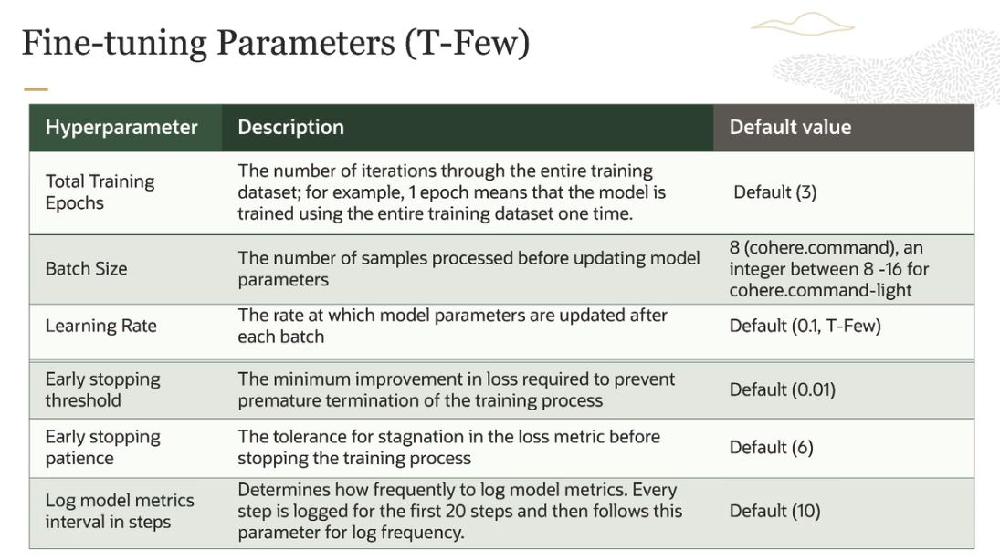 Fine-tuning Parameters (T-Few)
Hyperparameter
Description
Default value
Total Training
Epochs
The number of iterations through the entire training
dataset; for example, 1 epoch means that the model is
trained using the entire training dataset one time.
Default (3)
Batch Size
The number of samples processed before updating model
parameters
8 (cohere.command), an
integer between 8 -16 for
cohere.command-light
Learning Rate
The rate at which model parameters are updated after
each batch
Default (0.1, T-Few)
Early stopping
threshold
The minimum improvement in loss required to prevent
premature termination of the training process
Default (0.01)
Early stopping
patience
The tolerance for stagnation in the loss metric before
stopping the training process
Default (6)
Log model metrics
interval in steps
Determines how frequently to log model metrics. Every
step is logged for the first 20 steps and then follows this
parameter for log frequency.
Default (10)